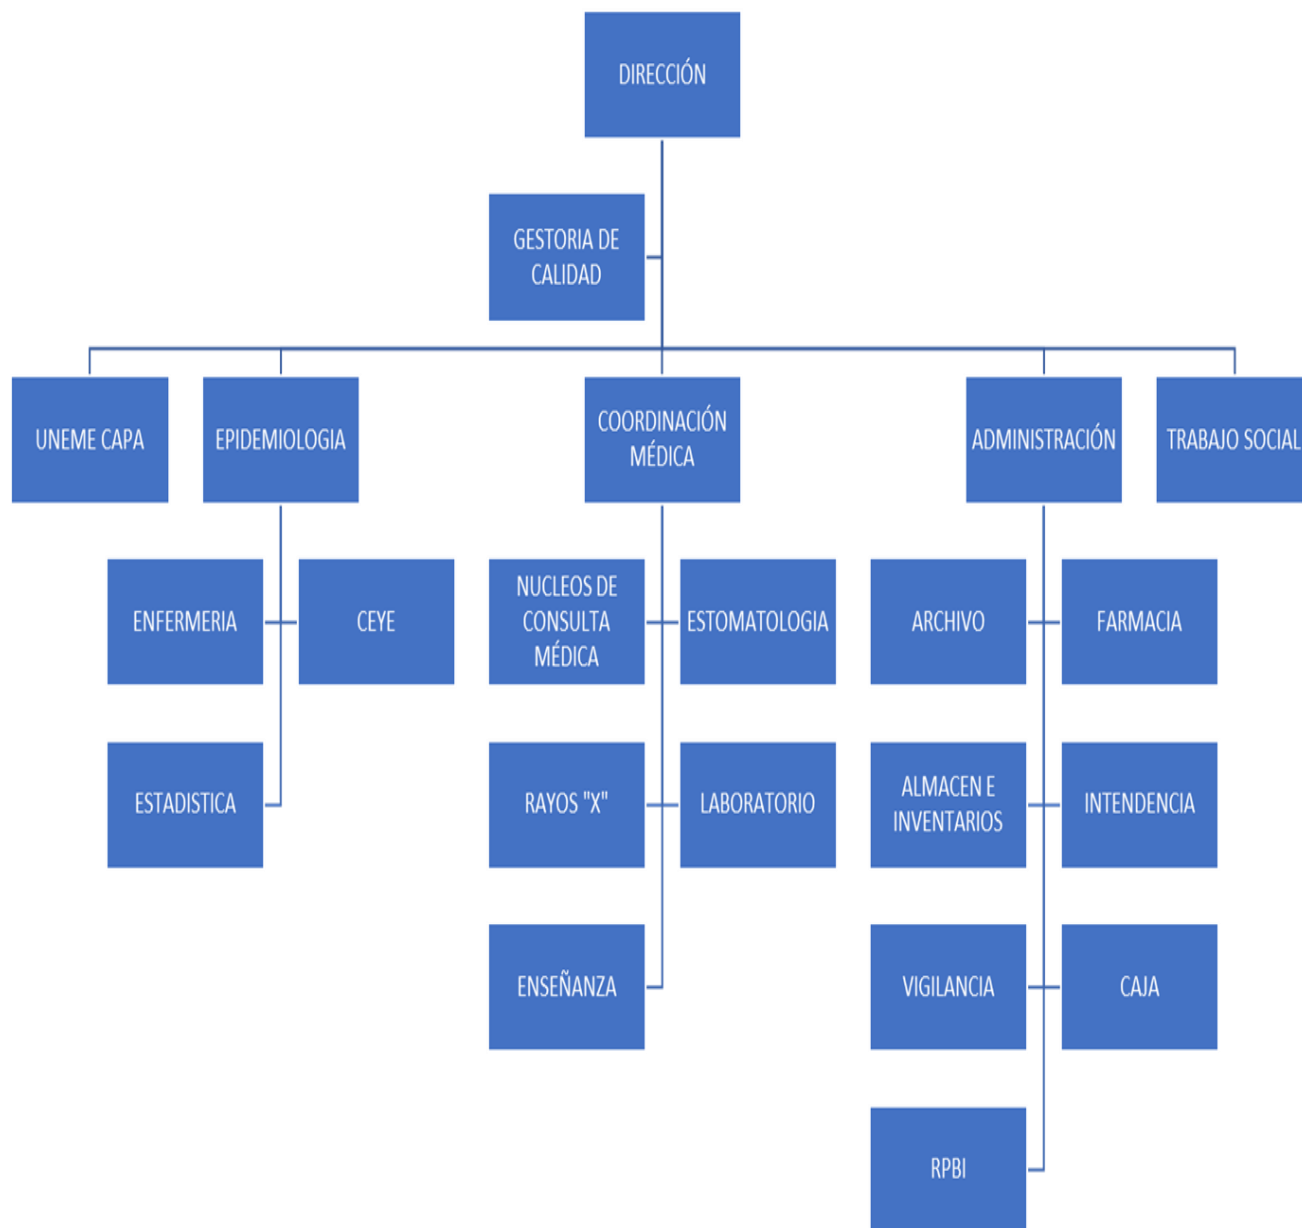 DIRECCIÓN
GESTORIA DE
CALIDAD
UNEME CAPA
EPIDEMIOLOGIA
COORDINACIÓN
MÉDICA
ADMINISTRACIÓN
TRABAJO SOCIAL
ENFERMERIA
CEYE
NUCLEOS DE
CONSULTA
MÉDICA
ESTOMATOLOGIA
ARCHIVO
FARMACIA
ESTADISTICA
RAYOS "X"
LABORATORIO
ALMACEN E
INVENTARIOS
INTENDENCIA
ENSEÑANZA
VIGILANCIA
CAJA
RPBI